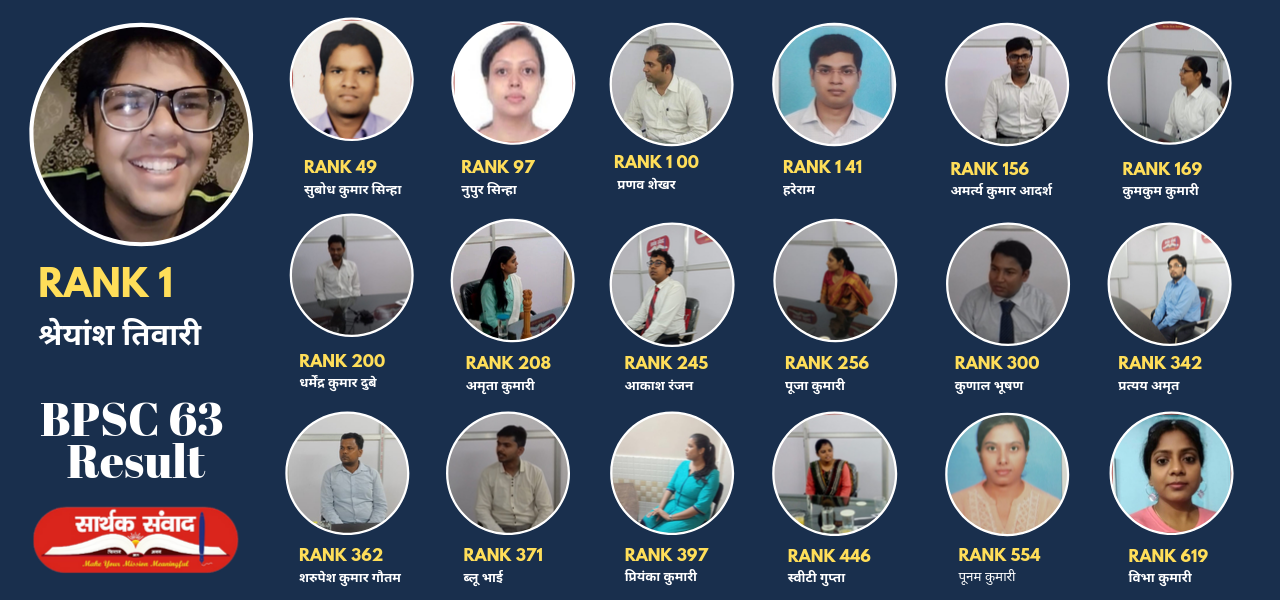 RANK 1
श्रेयांश तिवारी
BPSC 63
Result
सार्थक संवाद
Make Your Mission Meaningful
RANK 49
सुबोध कुमार सिन्हा
RANK 97
नुपुर सिन्हा
RANK 100
प्रणव शेखर
RANK 141
हरेराम
RANK 156
अमर्त्य कुमार आदर्श
RANK 169
कुमकुम कुमारी
RANK 200
धर्मेंद्र कुमार दुबे
RANK 208
अमृता कुमारी
RANK 245
आकाश रंजन
RANK 256
पूजा कुमारी
RANK 300
कुणाल भूषण
RANK 342
प्रत्यय अमृत
RANK 362
शरुपेश कुमार गौतम
RANK 371
ब्लू भाई
RANK 397
प्रियंका कुमारी
RANK 446
स्वीटी गुप्ता
RANK 554
पूनम कुमारी
RANK 619
विभा कुमारी